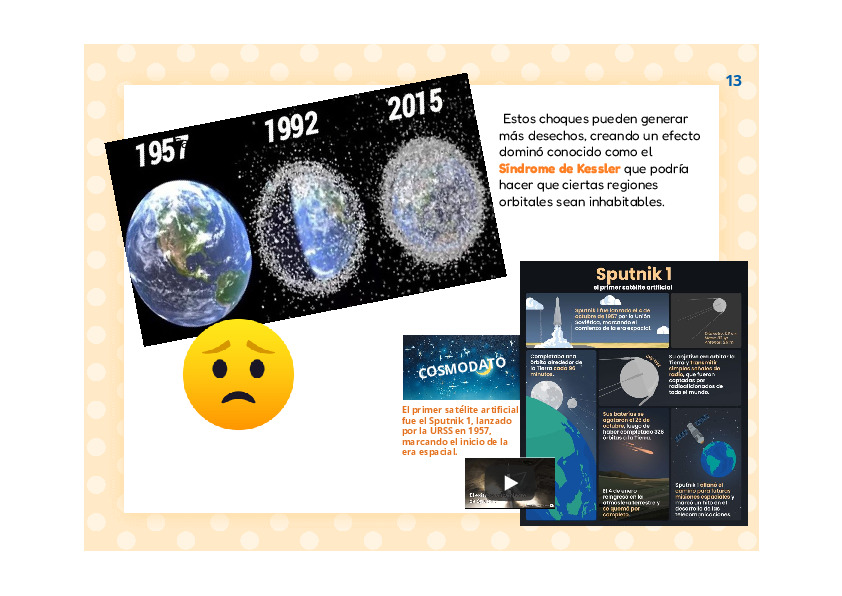 13
1957
1992
2015
Estos choques pueden generar
más desechos, creando un efecto
dominó conocido como el
Síndrome de Kessler que podría
hacer que ciertas regiones
orbitales sean inhabitables.
COSMODATO
El primer satélite artificial
fue el Sputnik 1, lanzado
por la URSS en 1957,
marcando el inicio de la
era espacial.
Sputnik 1
el primer satélite artificial
Sputnik 1 fue lanzado el 4 de
octubre de 1957 por la Unión
Soviética, marcando el
comienzo de la era espacial.
Completaba una
órbita alrededor de
la Tierra cada 96
minutos.
Su objetivo era orbitar la
Tierra y transmitir
simples señales de
radio, que fueron
captadas por
radioaficionados de
todo el mundo.
Sus baterías se
agotaron el 26 de
octubre, luego de
haber completado 326
órbitas a la Tierra.
El 4 de enero
reingresó en la
atmósfera terrestre y
se quemó por
completo.
Sputnik 1 allanó el
camino para futuras
misiones espaciales y
marcó un hito en el
desarrollo de las
telecomunicaciones.